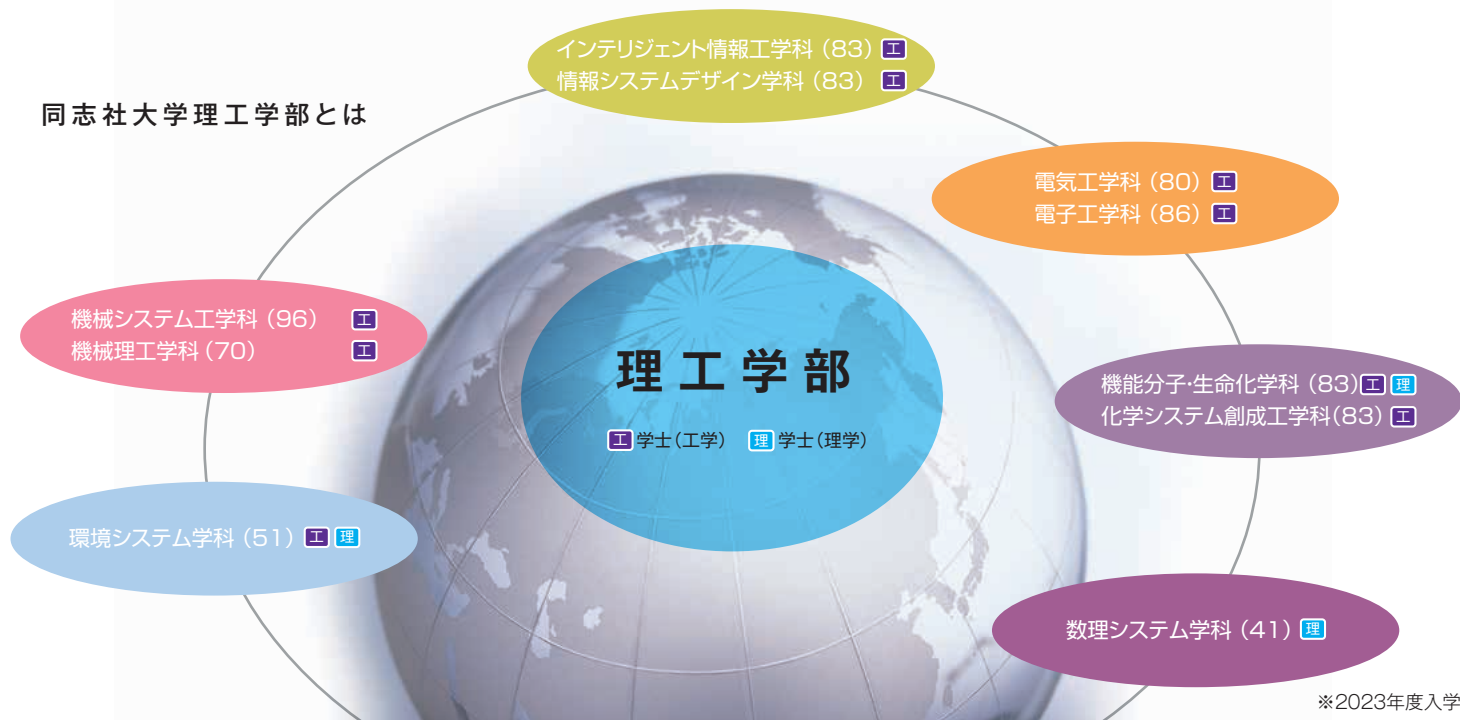 同志社大学理工学部とは
インテリジェント情報工学科（83） 工
情報システムデザイン学科（83） 工
電気工学科（80） 工
電子工学科（86） 工
機械システム工学科（96） 工
機械理工学科（70） 工
理工学部
工 学士（工学） 理 学士（理学）
機能分子・生命化学科（83） 工 理
化学システム創成工学科（83） 工
環境システム学科（51） 工 理
数理システム学科（41） 理
※2023年度入学